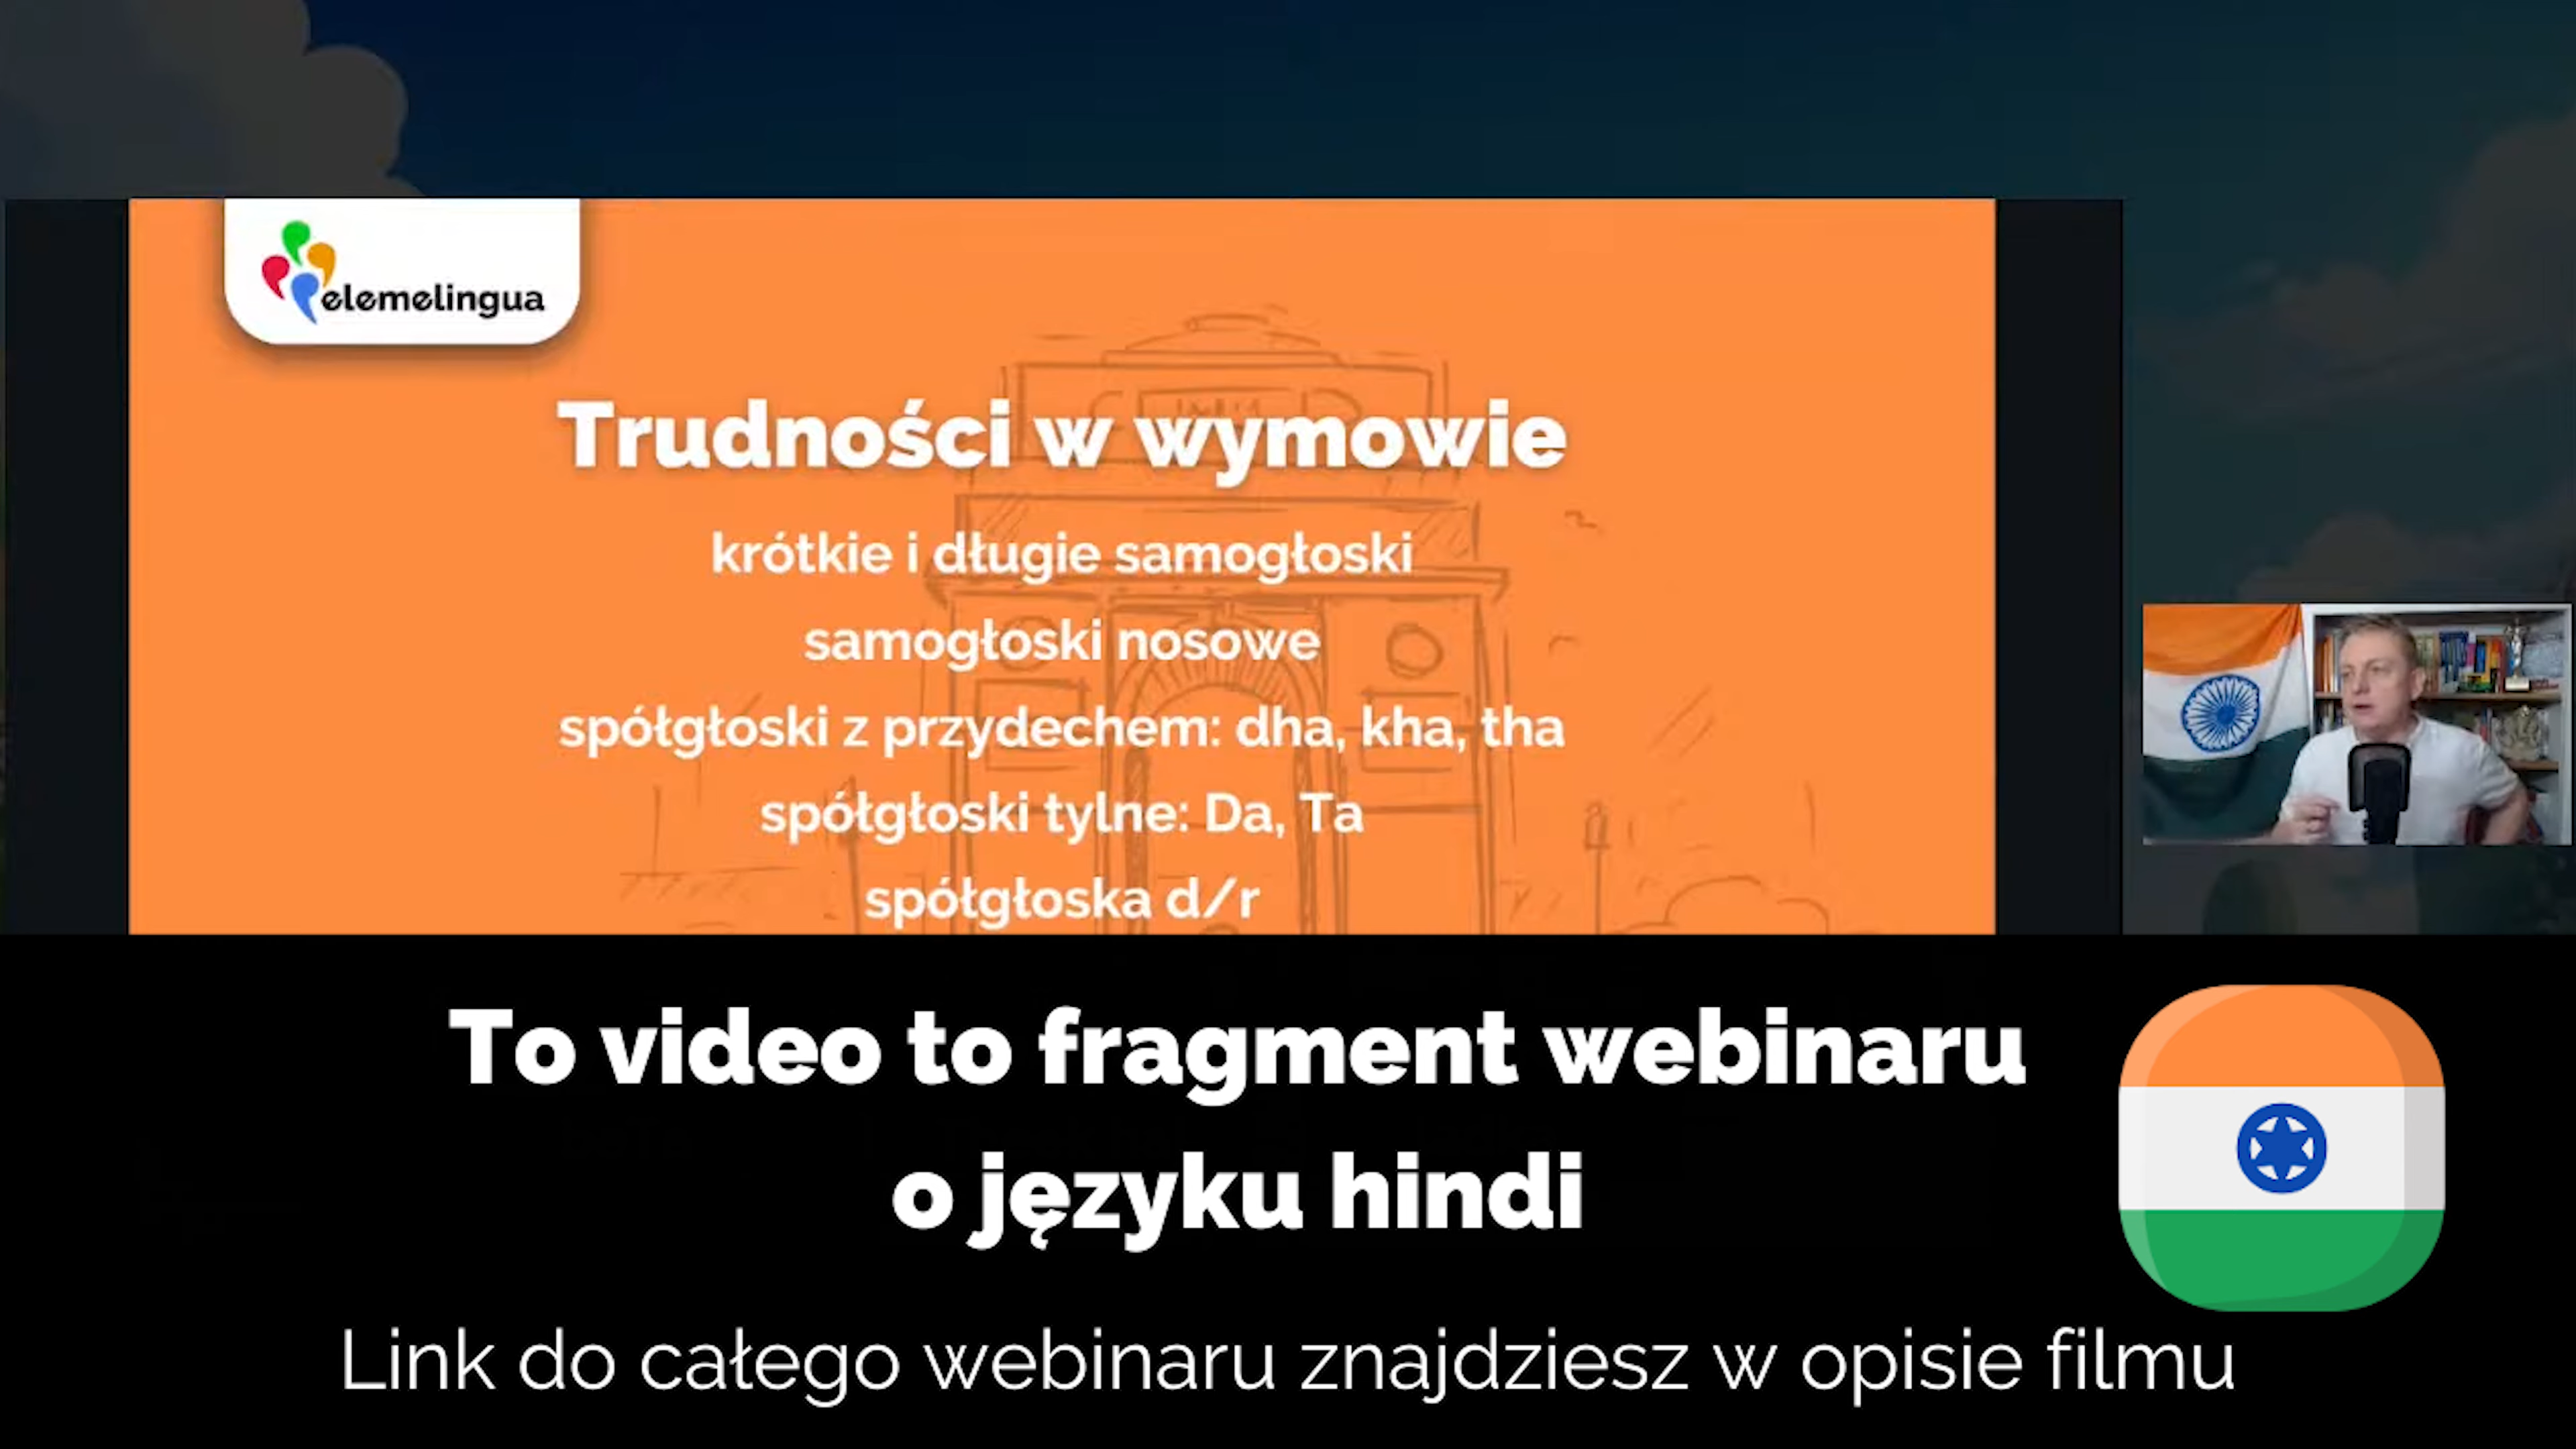 elemelingua
Trudności w wymowie
krótkie i długie samogłoski
samogłoski nosowe
spółgłoski z przydechem: dha, kha, tha
spółgłoski tylne: Da, Ta
spółgłoska d/r
To video to fragment webinaru
o języku hindi
Link do całego webinaru znajdziesz w opisie filmu